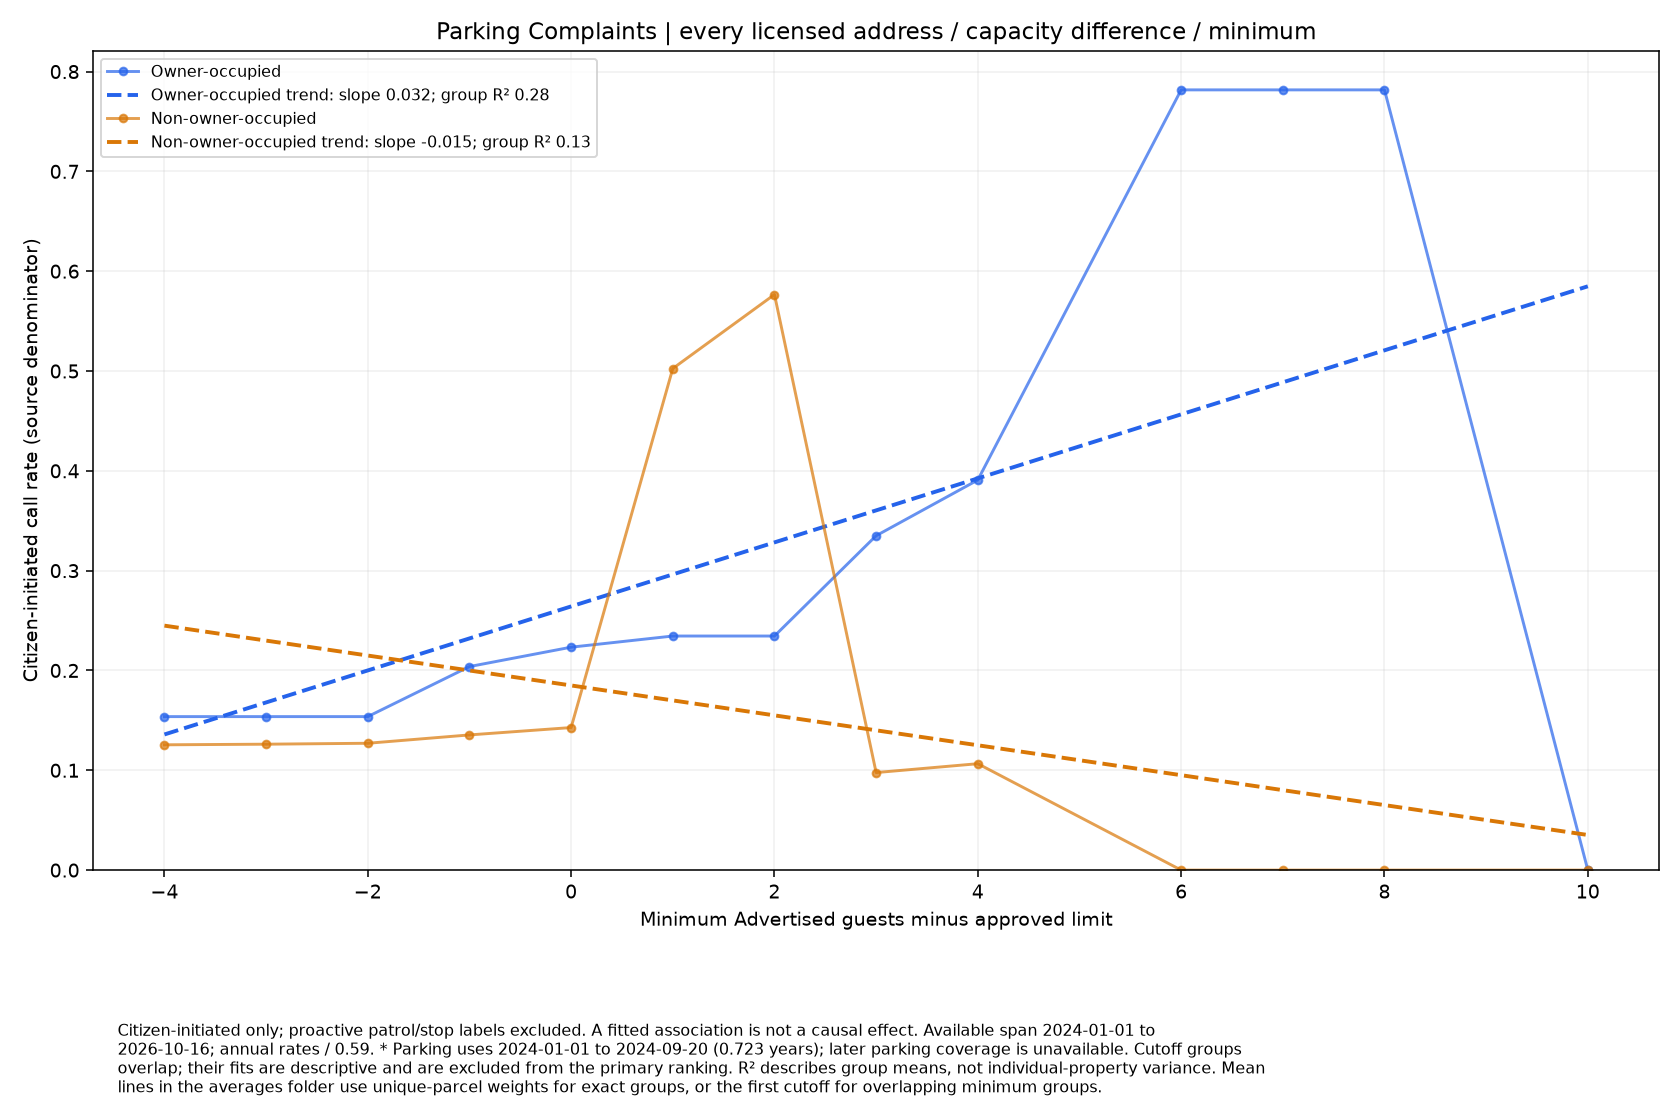 Parking Complaints | every licensed address / capacity difference / minimum
Owner-occupied
Owner-occupied trend: slope 0.032; group R² 0.28
Non-owner-occupied
Non-owner-occupied trend: slope -0.015; group R² 0.13
Citizen-initiated call rate (source denominator)
0.8
0.7
0.6
0.5
0.4
0.3
0.2
0.1
0.0
−4
−2
0
2
4
6
8
10
Minimum Advertised guests minus approved limit
Citizen-initiated only; proactive patrol/stop labels excluded. A fitted association is not a causal effect. Available span 2024-01-01 to
2026-10-16; annual rates / 0.59. * Parking uses 2024-01-01 to 2024-09-20 (0.723 years); later parking coverage is unavailable. Cutoff groups
overlap; their fits are descriptive and are excluded from the primary ranking. R² describes group means, not individual-property variance. Mean
lines in the averages folder use unique-parcel weights for exact groups, or the first cutoff for overlapping minimum groups.